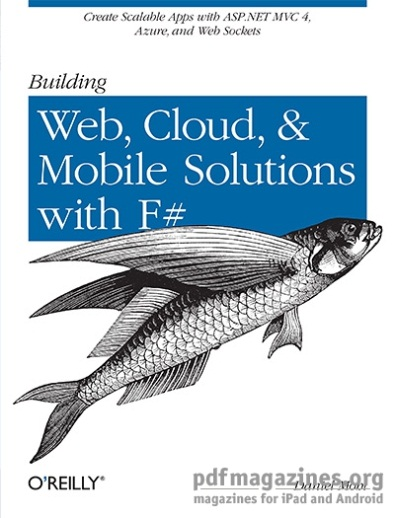 Create Scalable Apps with ASP.NET MVC 4,
Azure, and Web Sockets
Building
Web, Cloud, &
Mobile Solutions
with F#
Daniel
pdfmagazines.org
O'REILLY®
magazines for iPad and Android